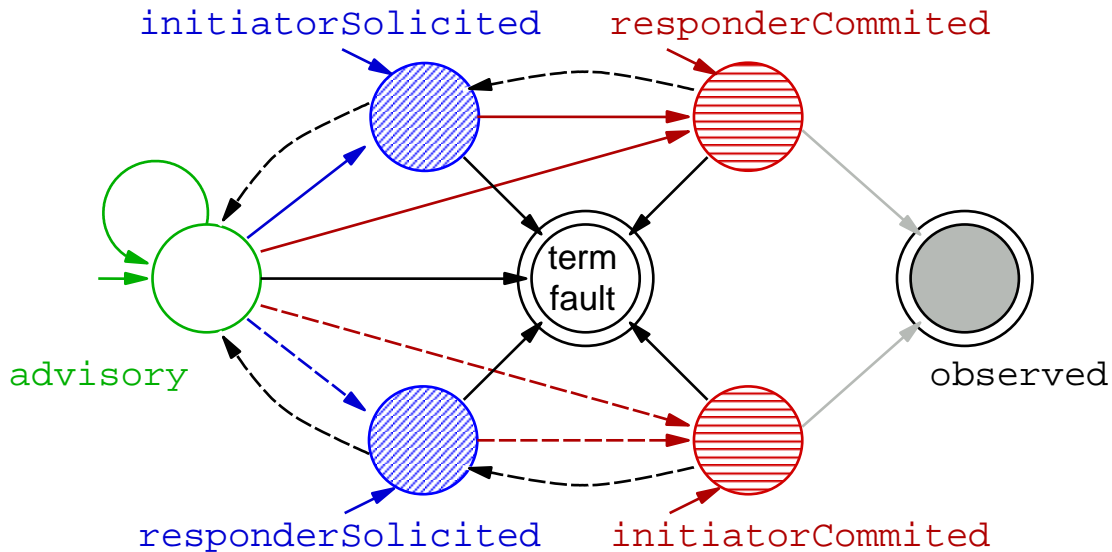 initiatorSolicited
responderCommited
term
fault
advisory
observed
responderSolicited
initiatorCommited